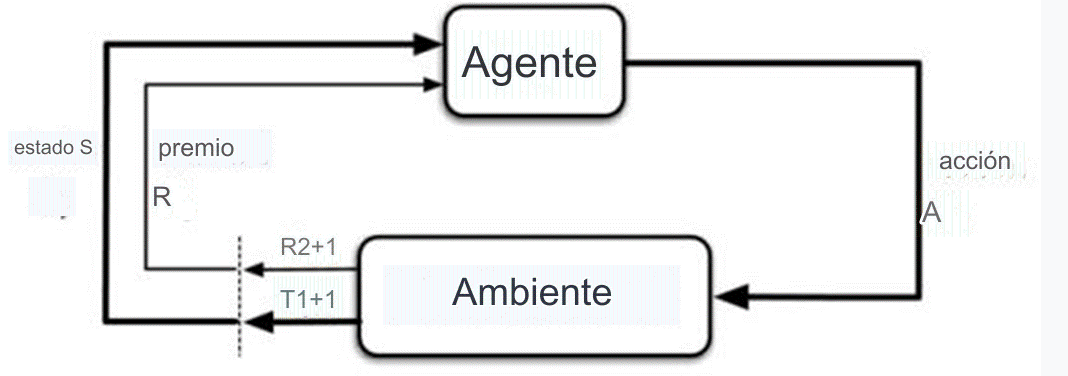 Agente
estado S
premio
R
acción
A
R2+1
T1+1
Ambiente